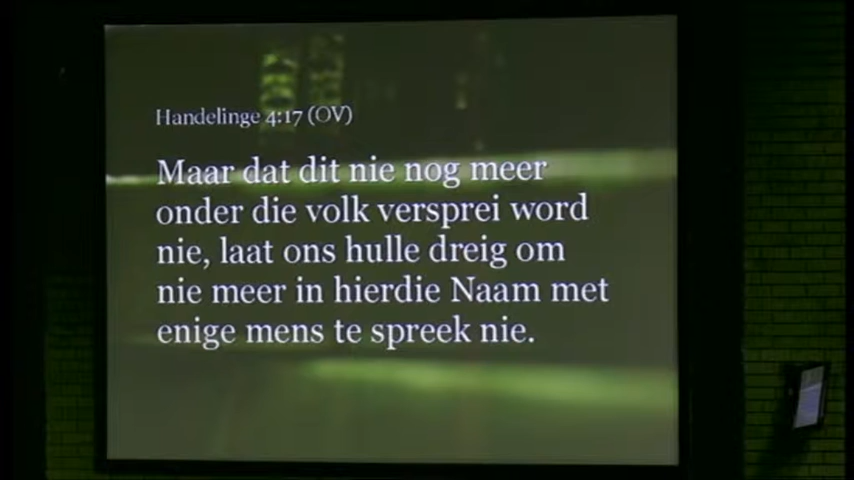 Handelinge 4:17 (OV)
Maar dat dit nie nog meer
onder die volk versprei word
nie, laat ons hulle dreig om
nie meer in hierdie Naam met
enige mens te spreek nie.